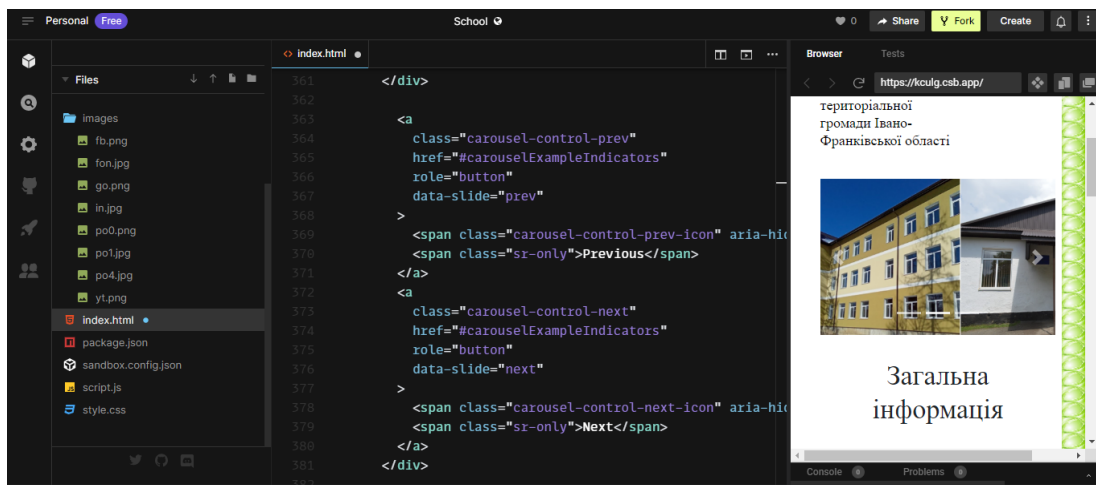 Personal Free
School
0
Share
Fork
Create
Files
images
fb.png
fon.jpg
go.png
in.jpg
po0.png
po1.jpg
po4.jpg
yt.png
index.html
package.json
sandbox.config.json
script.js
style.css
index.html
361 </div>
362
363 <a
364 class="carousel-control-prev"
365 href="#carouselExampleIndicators"
366 role="button"
367 data-slide="prev"
368 >
369 <span class="carousel-control-prev-icon" aria-hid
370 <span class="sr-only">Previous</span>
371 </a>
372 <a
373 class="carousel-control-next"
374 href="#carouselExampleIndicators"
375 role="button"
376 data-slide="next"
377 >
378 <span class="carousel-control-next-icon" aria-hid
379 <span class="sr-only">Next</span>
380 </a>
381 </div>
382
Browser Tests
https://kculg.csb.app/
територіальної
громади Івано-
Франківської області
Загальна
інформація
Console 0 Problems 0